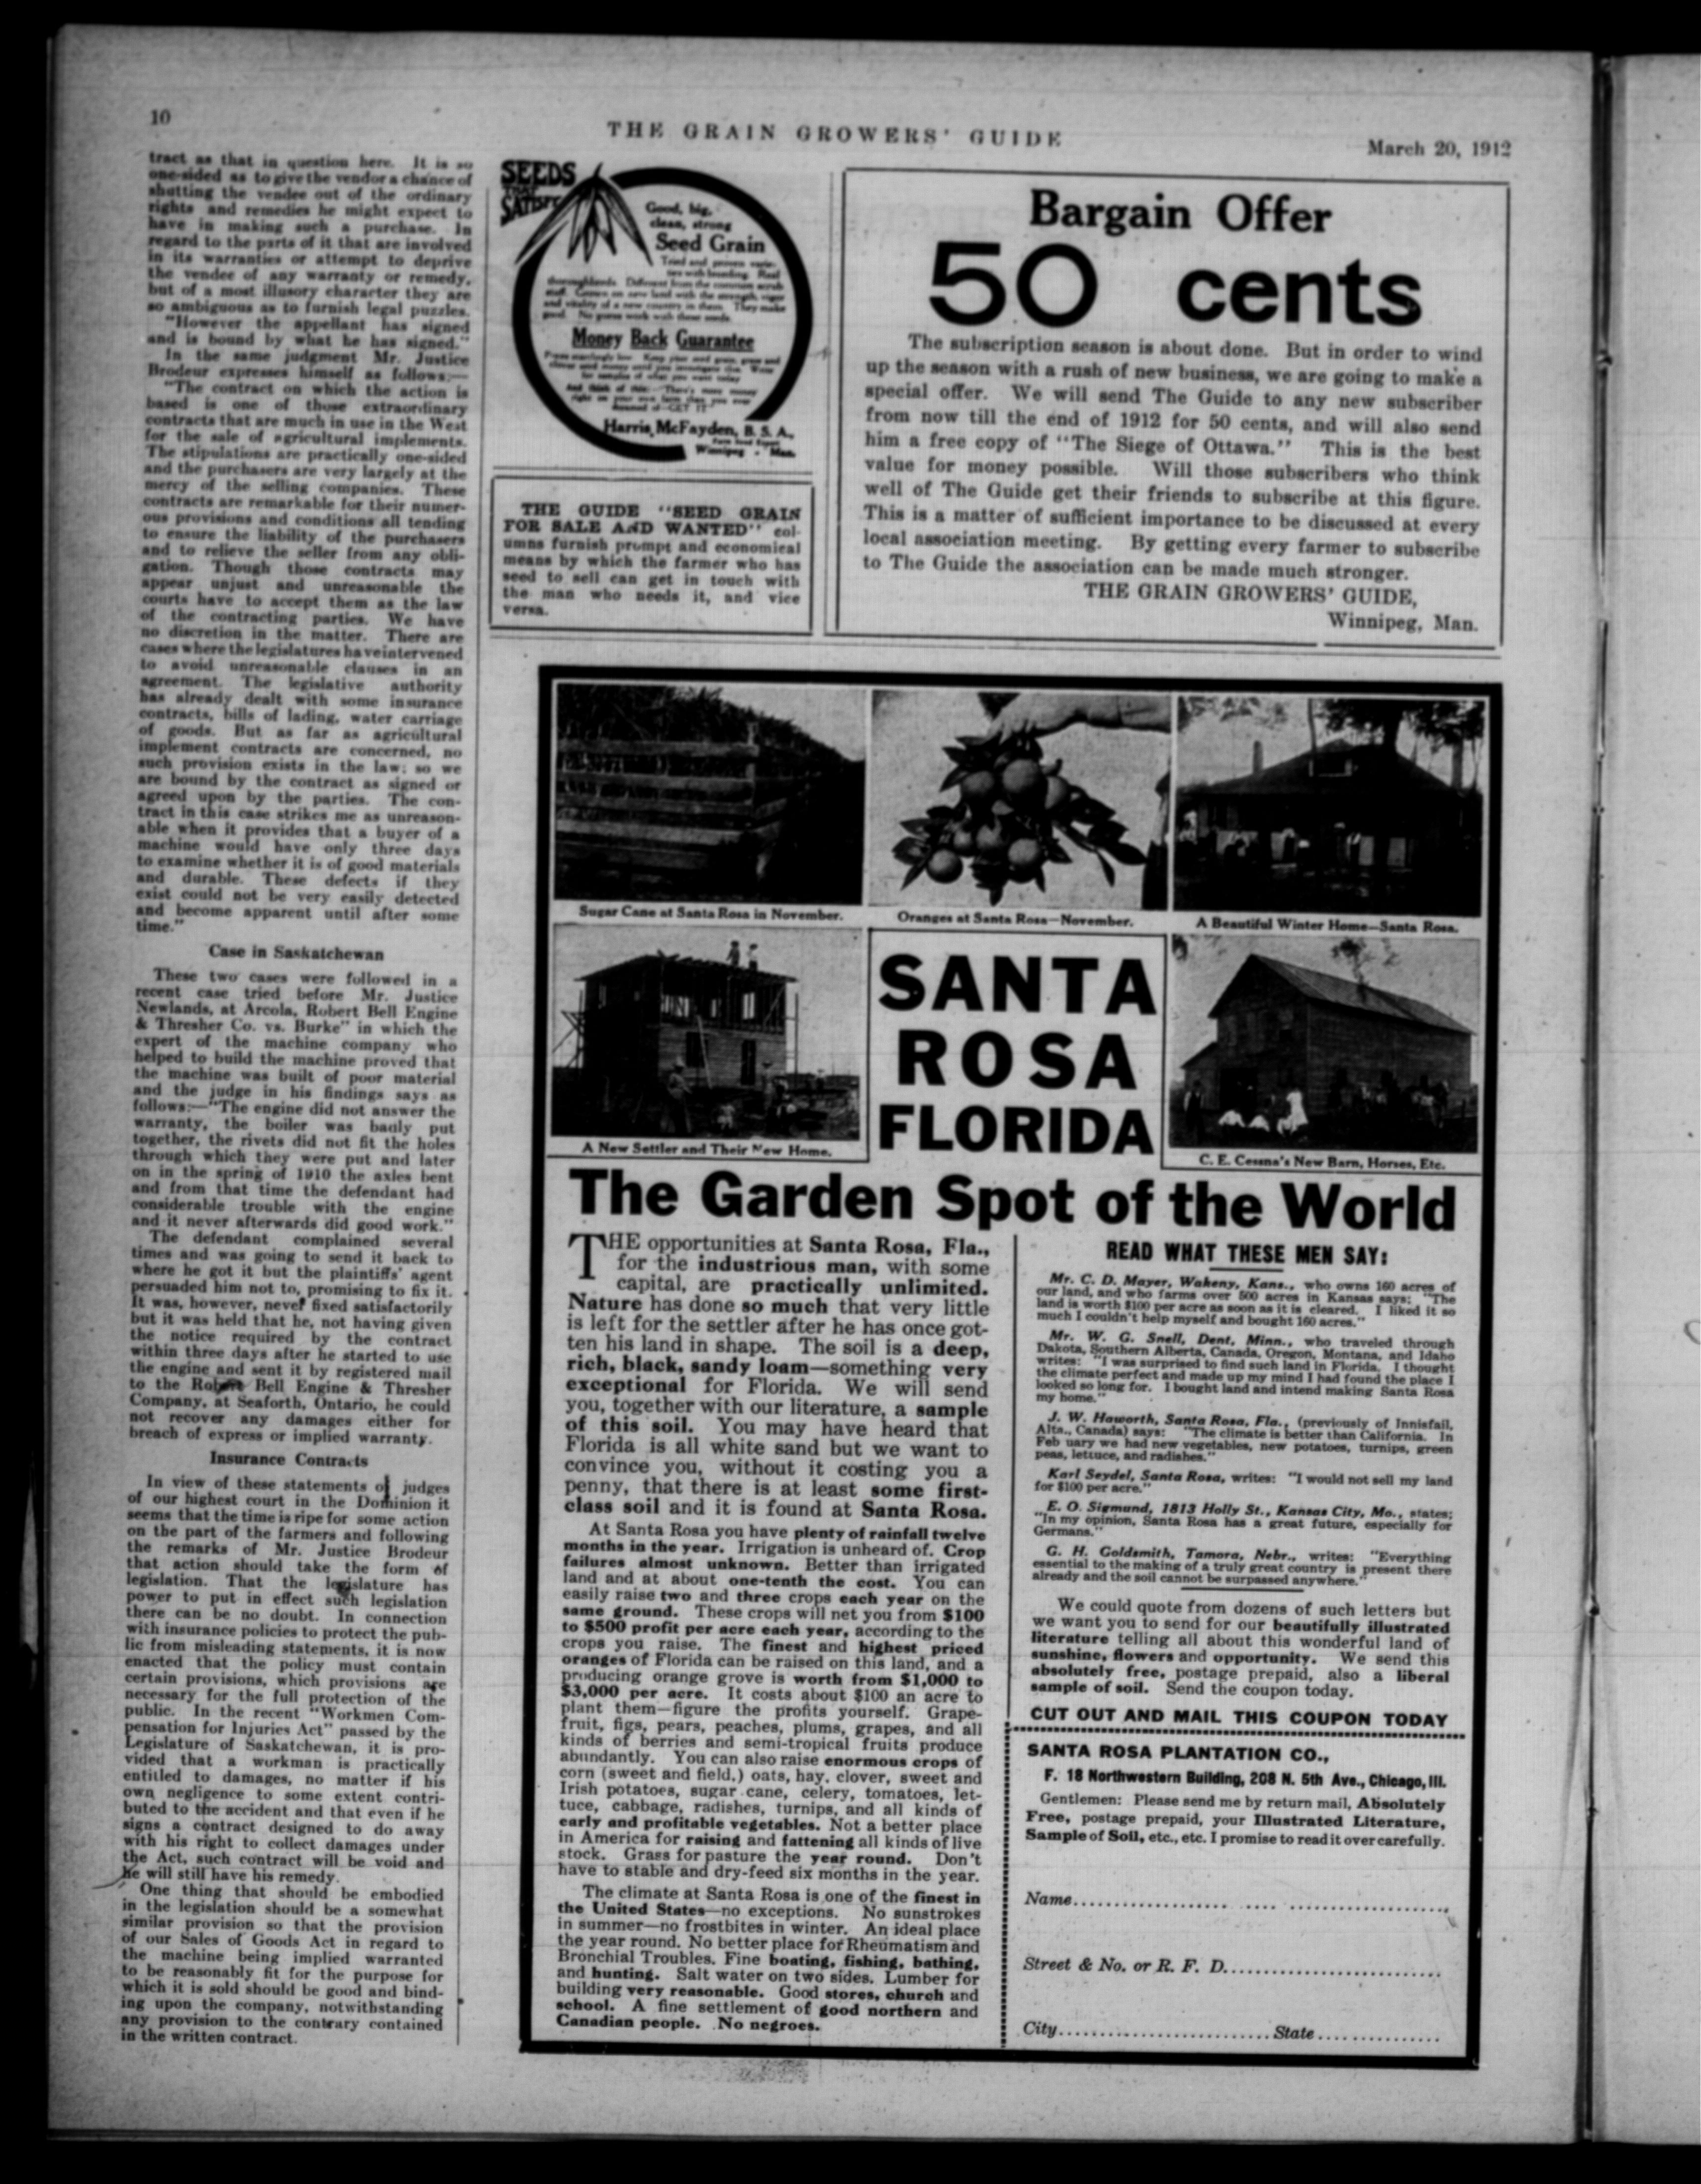 10
THE GRAIN GROWERS' GUIDE
March 20, 1912
tract as that in question here. It is so
one-sided as to give the vendor a chance of
shutting the vendee out of the ordinary
rights and remedies he might expect to
have in making such a purchase. In
regard to the parts of it that are involved
in its warranties or attempt to deprive
the vendee of any warranty or remedy,
but of a most illusory character they are
so ambiguous as to furnish legal puzzles.
"However the appellant has signed
and is bound by what he has signed."
In the same judgment Mr. Justice
Brodeur expresses himself as follows:—
"The contract on which the action is
based is one of those extraordinary
contracts that are much in use in the West
for the sale of agricultural implements.
The stipulations are practically one-sided
and the purchasers are very largely at the
mercy of the selling companies. These
contracts are remarkable for their numer-
ous provisions and conditions all tending
to ensure the liability of the purchasers
and to relieve the seller from any obli-
gation. Though those contracts may
appear unjust and unreasonable the
courts have to accept them as the law
of the contracting parties. We have
no discretion in the matter. There are
cases where the legislatures haveintervened
to avoid unreasonable clauses in an
agreement. The legislative authority
has already dealt with some insurance
contracts, bills of lading, water carriage
of goods. But as far as agricultural
implement contracts are concerned, no
such provision exists in the law; so we
are bound by the contract as signed or
agreed upon by the parties. The con-
tract in this case strikes me as unreason-
able when it provides that a buyer of a
machine would have only three days
to examine whether it is of good materials
and durable. These defects if they
exist could not be very easily detected
and become apparent until after some
time."
Case in Saskatchewan
These two cases were followed in a
recent case tried before Mr. Justice
Newlands, at Arcola, Robert Bell Engine
& Thresher Co. vs. Burke" in which the
expert of the machine company who
helped to build the machine proved that
the machine was built of poor material
and the judge in his findings says as
follows:—"The engine did not answer the
warranty, the boiler was badly put
together, the rivets did not fit the holes
through which they were put and later
on in the spring of 1910 the axles bent
and from that time the defendant had
considerable trouble with the engine
and it never afterwards did good work."
The defendant complained several
times and was going to send it back to
where he got it but the plaintiffs' agent
persuaded him not to, promising to fix it.
It was, however, never fixed satisfactorily
but it was held that he, not having given
the notice required by the contract
within three days after he started to use
the engine and sent it by registered mail
to the Robert Bell Engine & Thresher
Company, at Seaforth, Ontario, he could
not recover any damages either for
breach of express or implied warranty.
Insurance Contracts
In view of these statements of judges
of our highest court in the Dominion it
seems that the time is ripe for some action
on the part of the farmers and following
the remarks of Mr. Justice Brodeur
that action should take the form of
legislation. That the legislature has
power to put in effect such legislation
there can be no doubt. In connection
with insurance policies to protect the pub-
lic from misleading statements, it is now
enacted that the policy must contain
certain provisions, which provisions are
necessary for the full protection of the
public. In the recent "Workmen Com-
pensation for Injuries Act" passed by the
Legislature of Saskatchewan, it is pro-
vided that a workman is practically
entitled to damages, no matter if his
own negligence to some extent contri-
buted to the accident and that even if he
signs a contract designed to do away
with his right to collect damages under
the Act, such contract will be void and
he will still have his remedy.
One thing that should be embodied
in the legislation should be a somewhat
similar provision so that the provision
of our Sales of Goods Act in regard to
the machine being implied warranted
to be reasonably fit for the purpose for
which it is sold should be good and bind-
ing upon the company, notwithstanding
any provision to the contrary contained
in the written contract.
SEEDS
THAT
SATISFY
Good, big,
clean, strong
Seed Grain
Tried and proven varie-
ties with breeding. Real
thoroughbreds. Different from the common scrub
stuff. Grown on new land with the strength, vigor
and vitality of a new country in them. They make
good. No guess work with these seeds.
Money Back Guarantee
Harris McFayden, B. S. A.,
Farm Seed Expert
Winnipeg - Man.
THE GUIDE "SEED GRAIN
FOR SALE AND WANTED" col-
umns furnish prompt and economical
means by which the farmer who has
seed to sell can get in touch with
the man who needs it, and vice
versa.
Bargain Offer
50 cents
The subscription season is about done. But in order to wind
up the season with a rush of new business, we are going to make a
special offer. We will send The Guide to any new subscriber
from now till the end of 1912 for 50 cents, and will also send
him a free copy of "The Siege of Ottawa." This is the best
value for money possible. Will those subscribers who think
well of The Guide get their friends to subscribe at this figure.
This is a matter of sufficient importance to be discussed at every
local association meeting. By getting every farmer to subscribe
to The Guide the association can be made much stronger.
THE GRAIN GROWERS' GUIDE,
Winnipeg, Man.
Sugar Cane at Santa Rosa in November.
Oranges at Santa Rosa—November.
A Beautiful Winter Home—Santa Rosa.
A New Settler and Their New Home.
SANTA
ROSA
FLORIDA
C. E. Cessna's New Barn, Horses, Etc.
The Garden Spot of the World
THE opportunities at Santa Rosa, Fla.,
for the industrious man, with some
capital, are practically unlimited.
Nature has done so much that very little
is left for the settler after he has once got-
ten his land in shape. The soil is a deep,
rich, black, sandy loam—something very
exceptional for Florida. We will send
you, together with our literature, a sample
of this soil. You may have heard that
Florida is all white sand but we want to
convince you, without it costing you a
penny, that there is at least some first-
class soil and it is found at Santa Rosa.
At Santa Rosa you have plenty of rainfall twelve
months in the year. Irrigation is unheard of. Crop
failures almost unknown. Better than irrigated
land and at about one-tenth the cost. You can
easily raise two and three crops each year on the
same ground. These crops will net you from $100
to $500 profit per acre each year, according to the
crops you raise. The finest and highest priced
oranges of Florida can be raised on this land, and a
producing orange grove is worth from $1,000 to
$3,000 per acre. It costs about $100 an acre to
plant them—figure the profits yourself. Grape-
fruit, figs, pears, peaches, plums, grapes, and all
kinds of berries and semi-tropical fruits produce
abundantly. You can also raise enormous crops of
corn (sweet and field,) oats, hay, clover, sweet and
Irish potatoes, sugar cane, celery, tomatoes, let-
tuce, cabbage, radishes, turnips, and all kinds of
early and profitable vegetables. Not a better place
in America for raising and fattening all kinds of live
stock. Grass for pasture the year round. Don't
have to stable and dry-feed six months in the year.
The climate at Santa Rosa is one of the finest in
the United States—no exceptions. No sunstrokes
in summer—no frostbites in winter. An ideal place
the year round. No better place for Rheumatism and
Bronchial Troubles. Fine boating, fishing, bathing,
and hunting. Salt water on two sides. Lumber for
building very reasonable. Good stores, church and
school. A fine settlement of good northern and
Canadian people. No negroes.
READ WHAT THESE MEN SAY:
Mr. C. D. Mayer, Wakeny, Kans., who owns 160 acres of
our land, and who farms over 500 acres in Kansas says: "The
land is worth $100 per acre as soon as it is cleared. I liked it so
much I couldn't help myself and bought 160 acres."
Mr. W. G. Snell, Dent, Minn., who traveled through
Dakota, Southern Alberta, Canada, Oregon, Montana, and Idaho
writes: "I was surprised to find such land in Florida. I thought
the climate perfect and made up my mind I had found the place I
looked so long for. I bought land and intend making Santa Rosa
my home."
J. W. Haworth, Santa Rosa, Fla., (previously of Innisfail,
Alta., Canada) says: "The climate is better than California. In
Feb uary we had new vegetables, new potatoes, turnips, green
peas, lettuce, and radishes."
Karl Seydel, Santa Rosa, writes: "I would not sell my land
for $100 per acre."
E. O. Sigmund, 1813 Holly St., Kansas City, Mo., states:
"In my opinion, Santa Rosa has a great future, especially for
Germans."
G. H. Goldsmith, Tamora, Nebr., writes: "Everything
essential to the making of a truly great country is present there
already and the soil cannot be surpassed anywhere."
We could quote from dozens of such letters but
we want you to send for our beautifully illustrated
literature telling all about this wonderful land of
sunshine, flowers and opportunity. We send this
absolutely free, postage prepaid, also a liberal
sample of soil. Send the coupon today.
CUT OUT AND MAIL THIS COUPON TODAY
SANTA ROSA PLANTATION CO.,
F. 18 Northwestern Building, 208 N. 5th Ave., Chicago, Ill.
Gentlemen: Please send me by return mail, Absolutely
Free, postage prepaid, your Illustrated Literature,
Sample of Soil, etc., etc. I promise to read it over carefully.
Name
Street & No. or R. F. D.
City State